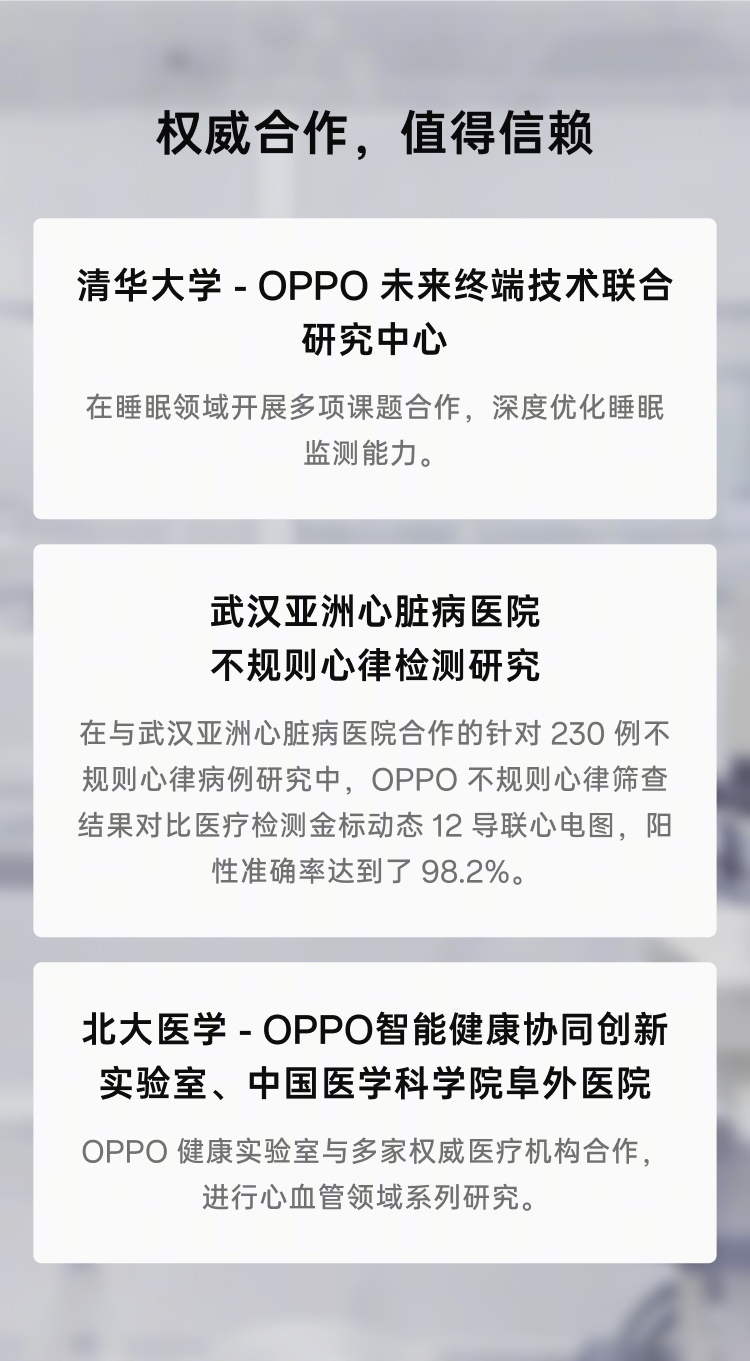 权威合作，值得信赖
清华大学 - OPPO 未来终端技术联合
研究中心
在睡眠领域开展多项课题合作，深度优化睡眠
监测能力。
武汉亚洲心脏病医院
不规则心律检测研究
在与武汉亚洲心脏病医院合作的针对 230 例不
规则心律病例研究中，OPPO 不规则心律筛查
结果对比医疗检测金标动态 12 导联心电图，阳
性准确率达到了 98.2%。
北大医学 - OPPO智能健康协同创新
实验室、中国医学科学院阜外医院
OPPO 健康实验室与多家权威医疗机构合作，
进行心血管领域系列研究。